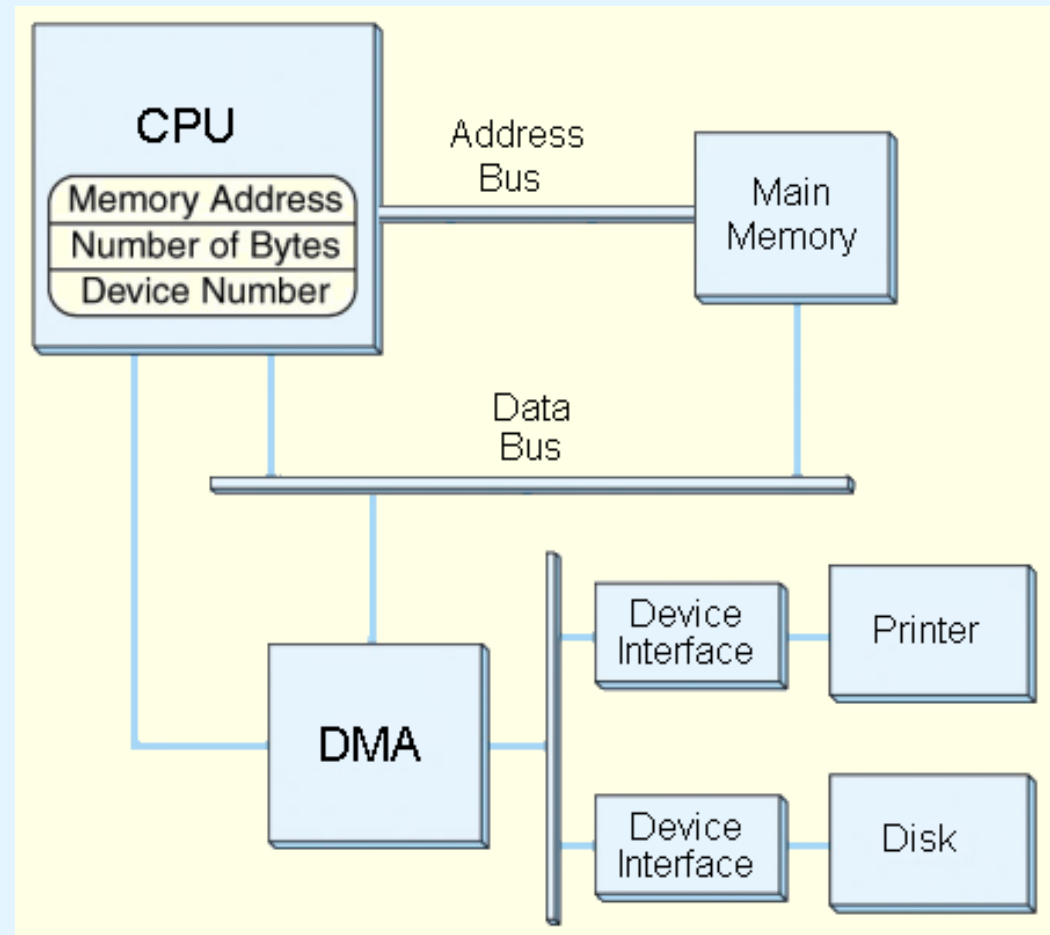 CPU
Memory Address
Number of Bytes
Device Number
Address
Bus
Main
Memory
Data
Bus
DMA
Device
Interface
Printer
Device
Interface
Disk